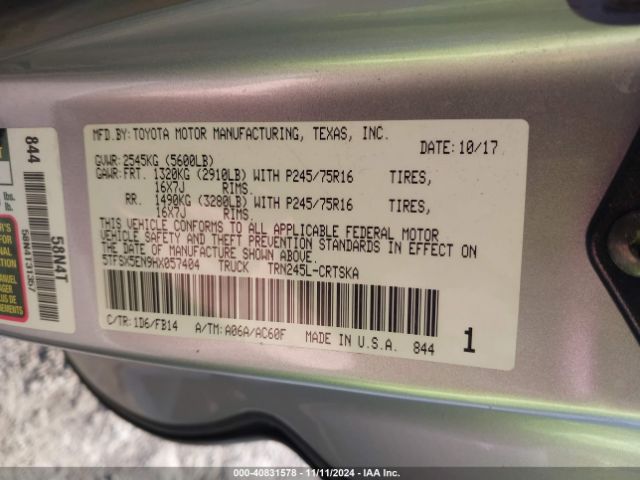 MFD.BY:TOYOTA MOTOR MANUFACTURING, TEXAS, INC.
DATE:10/17
GVWR:2545KG (5600LB)
GAWR:FRT. 1320KG (2910LB) WITH P245/75R16 TIRES,
16X7J RIMS.
RR. 1490KG (3280LB) WITH P245/75R16 TIRES,
16X7J RIMS.
THIS VEHICLE CONFORMS TO ALL APPLICABLE FEDERAL MOTOR
VEHICLE SAFETY AND THEFT PREVENTION STANDARDS IN EFFECT ON
THE DATE OF MANUFACTURE SHOWN ABOVE.
5TFSX5EN9HX057404 TRUCK TRN245L-CRTSKA
C/TR:1D6/FB14 A/TM:A06A/AC60F MADE IN U.S.A. 844 1
844
58N4T
lbs.
lb.
000-40831578 - 11/11/2024 - IAA Inc.